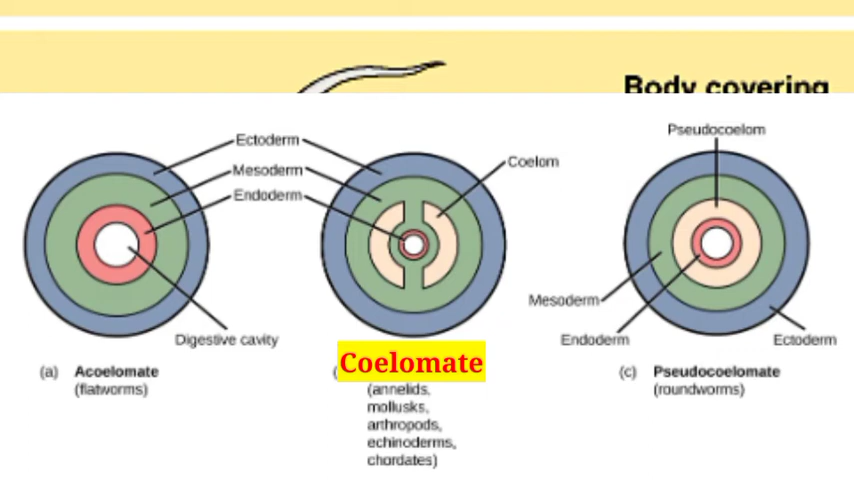 Body covering
Pseudocoelom
Ectoderm
Mesoderm
Endoderm
Coelom
Mesoderm
Endoderm
Ectoderm
Digestive cavity
Coelomate
(a) Acoelomate
(flatworms)
(
(annelids,
mollusks,
arthropods,
echinoderms,
chordates)
(c) Pseudocoelomate
(roundworms)